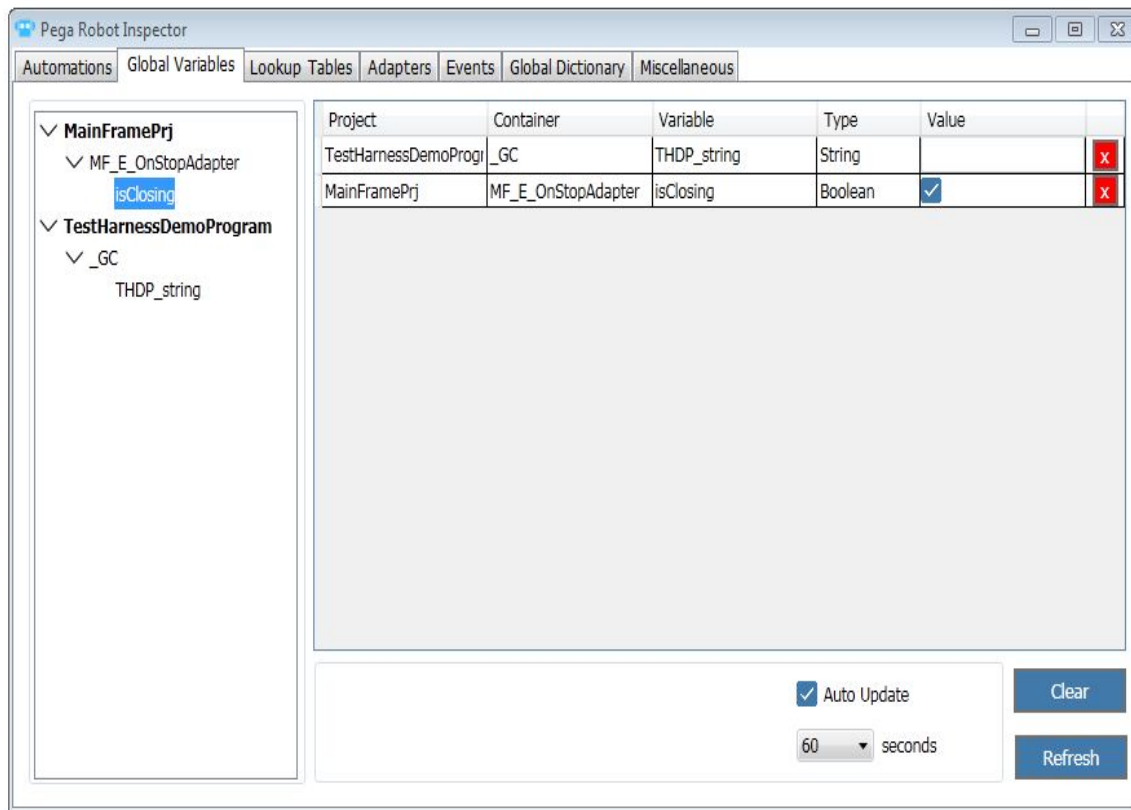 Pega Robot Inspector
Automations Global Variables Lookup Tables Adapters Events Global Dictionary Miscellaneous
MainFramePrj
MF_E_OnStopAdapter
isClosing
TestHarnessDemoProgram
_GC
THDP_string
Project Container Variable Type Value
TestHarnessDemoProgr _GC THDP_string String x
MainFramePrj MF_E_OnStopAdapter isClosing Boolean x
Auto Update
60 seconds
Clear
Refresh